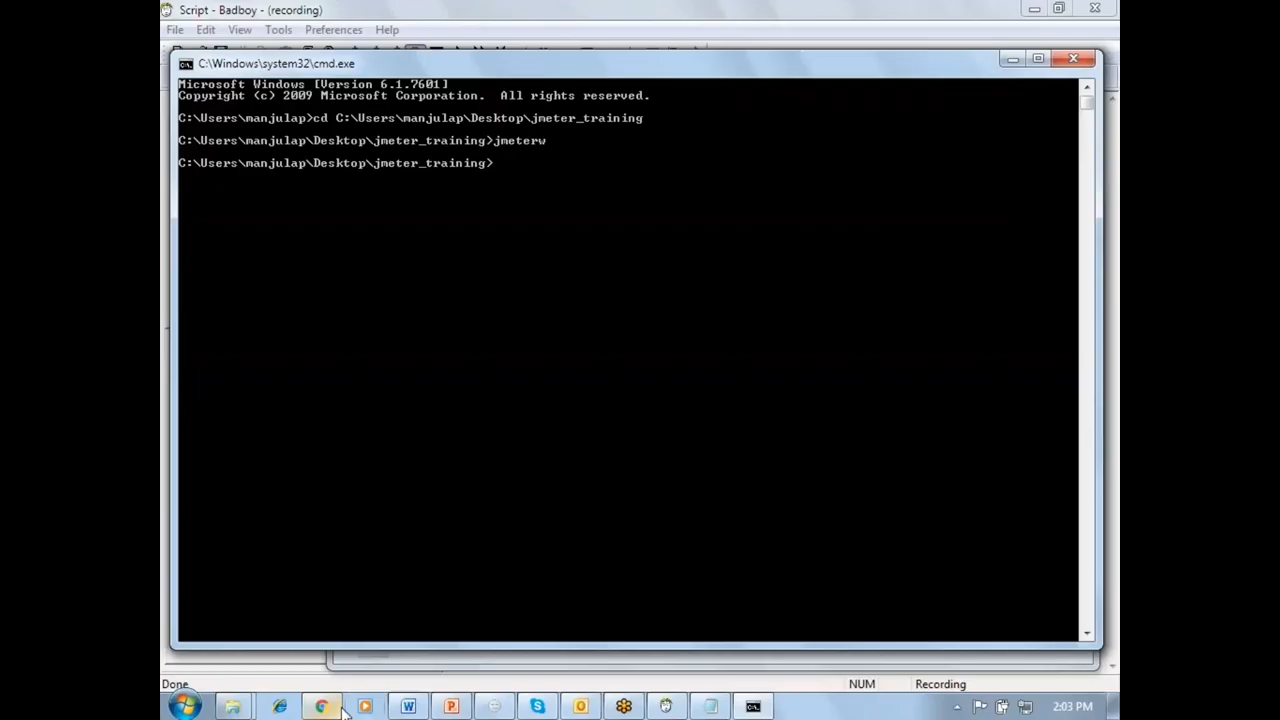 Script - Badboy - (recording)
File Edit View Tools Preferences Help
C:\Windows\system32\cmd.exe
Microsoft Windows [Version 6.1.7601]
Copyright (c) 2009 Microsoft Corporation. All rights reserved.
C:\Users\manjulap>cd C:\Users\manjulap\Desktop\jmeter_training
C:\Users\manjulap\Desktop\jmeter_training>jmeterw
C:\Users\manjulap\Desktop\jmeter_training>
Done NUM Recording
2:03 PM